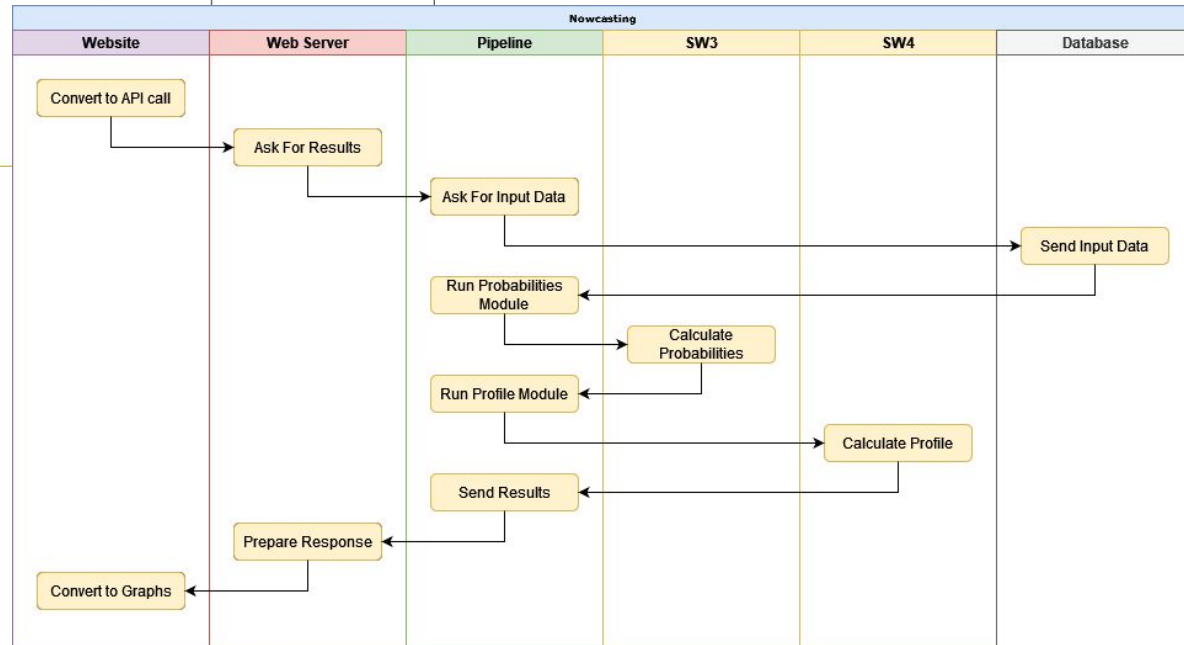 Nowcasting
Website
Web Server
Pipeline
SW3
SW4
Database
Convert to API call
Ask For Results
Ask For Input Data
Send Input Data
Run Probabilities
Module
Calculate
Probabilities
Run Profile Module
Calculate Profile
Send Results
Prepare Response
Convert to Graphs